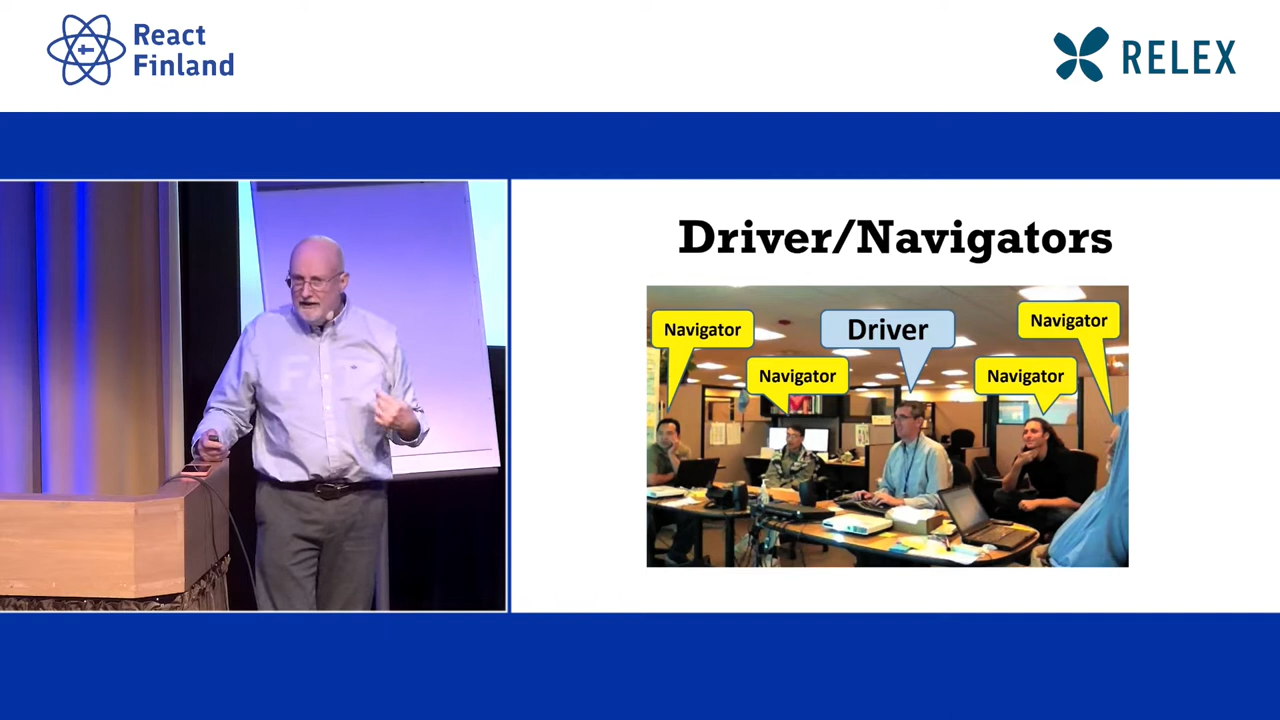 React
Finland
RELEX
Driver/Navigators
Navigator
Driver
Navigator
Navigator
Navigator